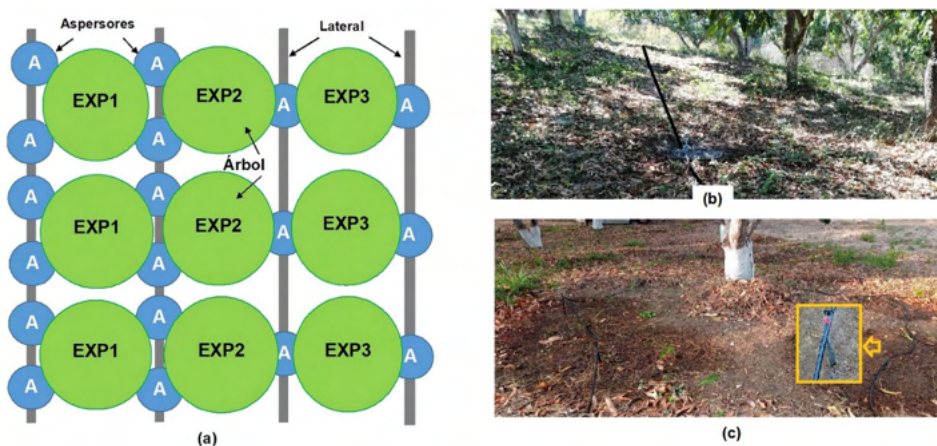 Aspersores Lateral
A A
EXP1 EXP2 A EXP3 A
A A
Árbol
A A
EXP1 EXP2 A EXP3 A
A A
A A
EXP1 EXP2 A EXP3 A
A A
(a)
(b)
(c)